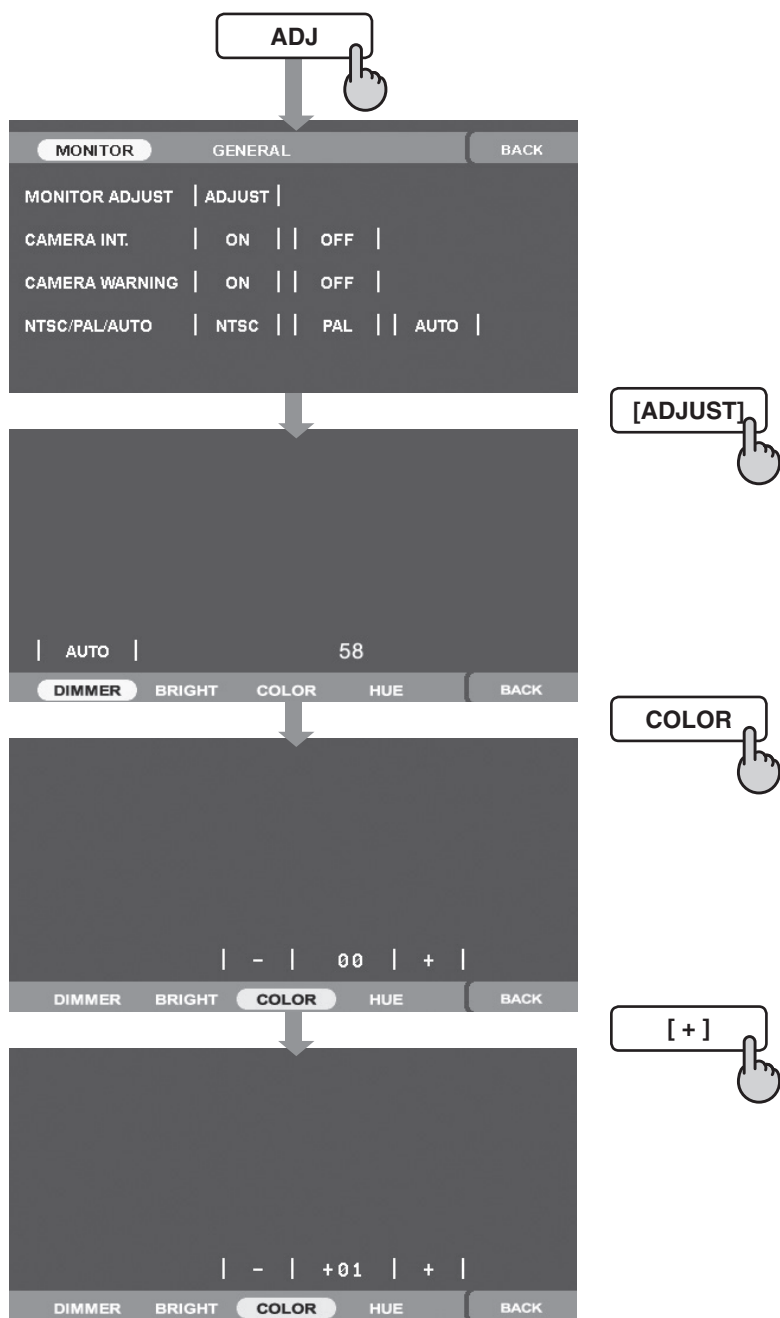 ADJ
MONITOR GENERAL BACK
MONITOR ADJUST | ADJUST |
CAMERA INT. | ON | | OFF |
CAMERA WARNING | ON | | OFF |
NTSC/PAL/AUTO | NTSC | | PAL | | AUTO |
[ADJUST]
| AUTO | 58
DIMMER BRIGHT COLOR HUE BACK
COLOR
| - | 00 | + |
DIMMER BRIGHT COLOR HUE BACK
[ + ]
| - | +01 | + |
DIMMER BRIGHT COLOR HUE BACK